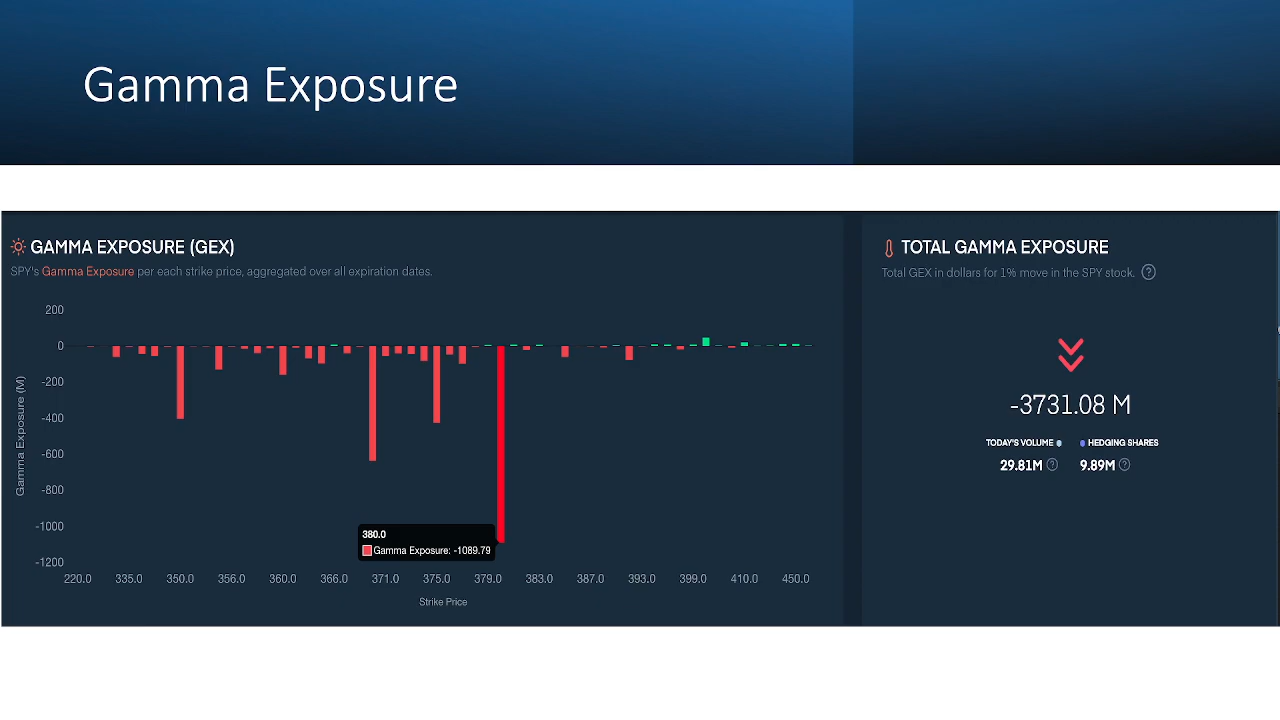 Gamma Exposure
GAMMA EXPOSURE (GEX)
SPY's Gamma Exposure per each strike price, aggregated over all expiration dates.
Gamma Exposure (M)
200
0
-200
-400
-600
-800
-1000
-1200
380.0
Gamma Exposure: -1089.79
220.0 335.0 350.0 356.0 360.0 366.0 371.0 375.0 379.0 383.0 387.0 393.0 399.0 410.0 450.0
Strike Price
TOTAL GAMMA EXPOSURE
Total GEX in dollars for 1% move in the SPY stock. ?
-3731.08 M
TODAY'S VOLUME HEDGING SHARES
29.81M ? 9.89M ?